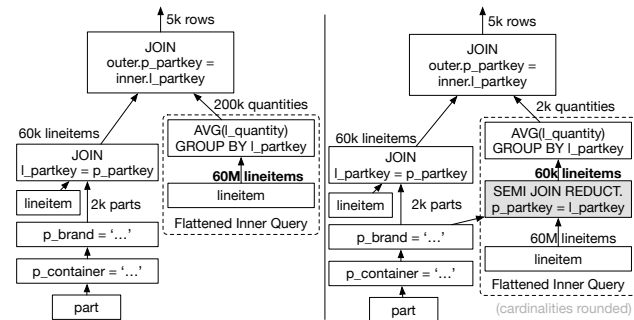 5k rows
JOIN
outer.p_partkey =
inner.l_partkey
200k quantities
60k lineitems
AVG(l_quantity)
GROUP BY l_partkey
JOIN
l_partkey = p_partkey
60M lineitems
lineitem
lineitem
2k parts
Flattened Inner Query
p_brand = ‘…’
p_container = ‘…’
part
5k rows
JOIN
outer.p_partkey =
inner.l_partkey
2k quantities
60k lineitems
AVG(l_quantity)
GROUP BY l_partkey
JOIN
l_partkey = p_partkey
60k lineitems
SEMI JOIN REDUCT.
p_partkey = l_partkey
lineitem
2k parts
p_brand = ‘…’
60M lineitems
lineitem
p_container = ‘…’
Flattened Inner Query
part
(cardinalities rounded)